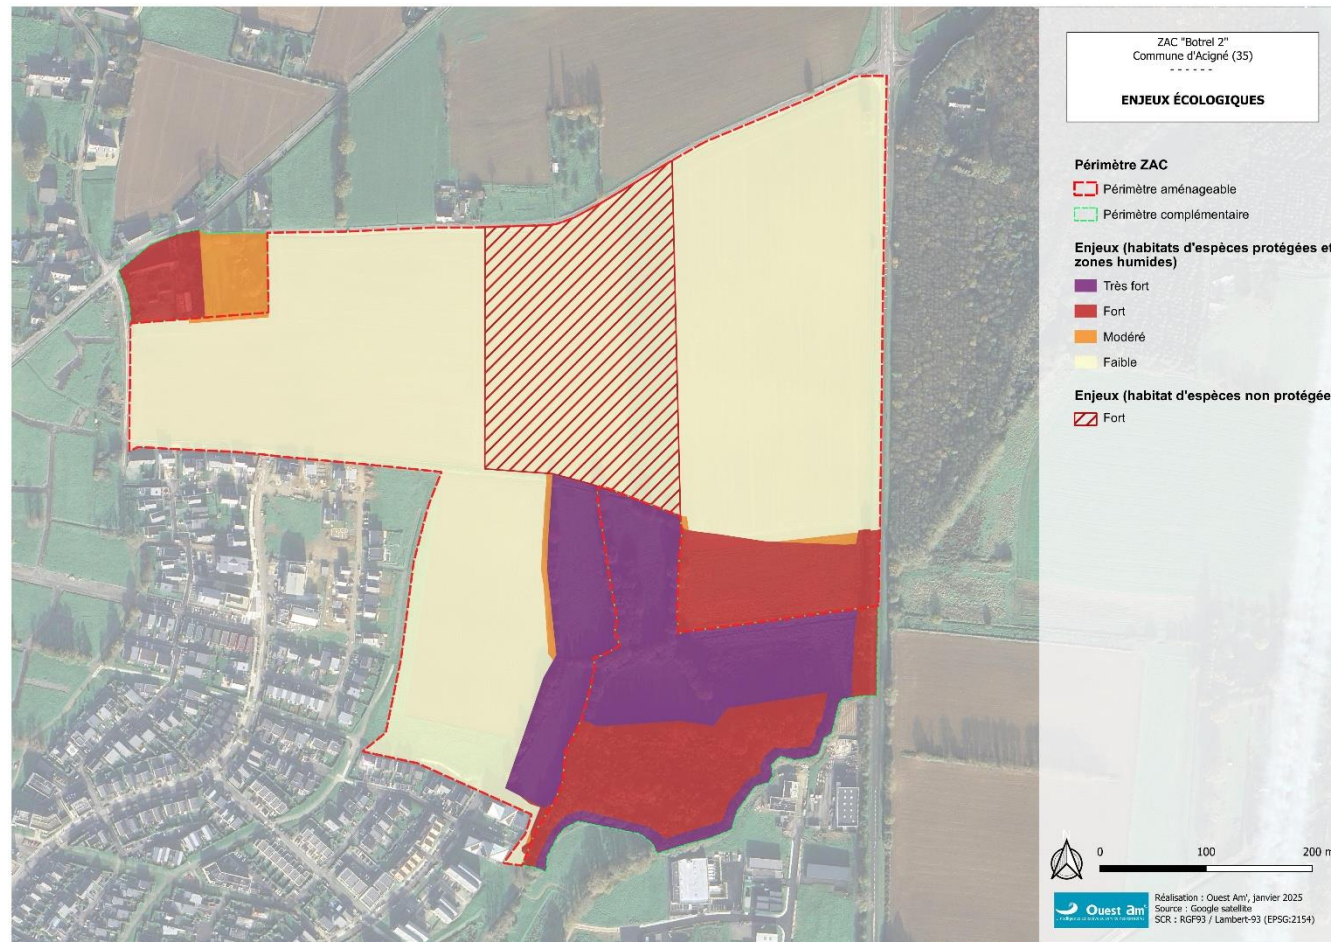 ZAC "Botrel 2"
Commune d'Acigné (35)
- - - - - -
ENJEUX ÉCOLOGIQUES
Périmètre ZAC
Périmètre aménageable
Périmètre complémentaire
Enjeux (habitats d'espèces protégées et
zones humides)
Très fort
Fort
Modéré
Faible
Enjeux (habitat d'espèces non protégée
Fort
N
0 100 200 m
Ouest am'
Réalisation : Ouest Am', janvier 2025
Source : Google satellite
SCR : RGF93 / Lambert-93 (EPSG:2154)